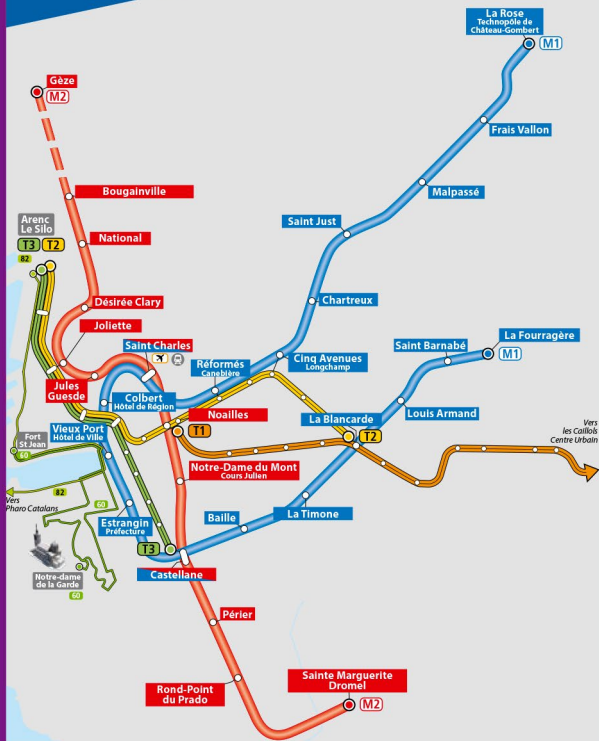 La Rose
Technopôle de
Château-Gombert
M1
Gèze
M2
Frais Vallon
Bougainville
Malpassé
Arenc
Le Silo
T3 T2
82
National
Saint Just
Désirée Clary
Chartreux
Joliette
Saint Charles
Saint Barnabé
La Fourragère
M1
Cinq Avenues
Longchamp
Réformés
Canebière
Jules
Guesde
Colbert
Hôtel de Région
Noailles
Louis Armand
La Blancarde
T2
T1
Vieux Port
Hôtel de Ville
Fort
St Jean
60
Vers
les Caillols
Centre Urbain
Notre-Dame du Mont
Cours Julien
82
Vers
Pharo Catalans
60
Estrangin
Préfecture
Baille
La Timone
T3
Castellane
Notre-dame
de la Garde
60
Périer
Rond-Point
du Prado
Sainte Marguerite
Dromel
M2